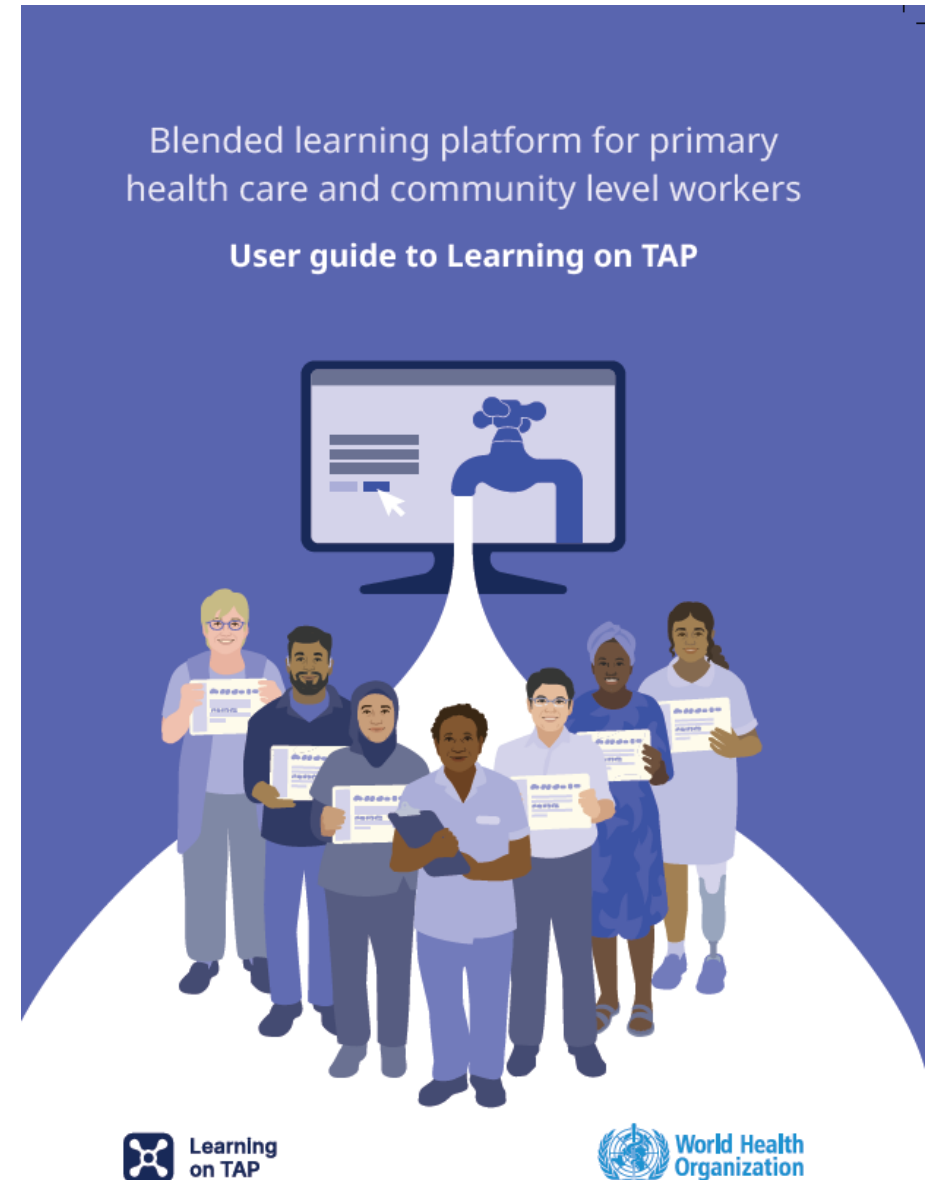 Blended learning platform for primary
health care and community level workers
User guide to Learning on TAP
Learning
on TAP
World Health
Organization